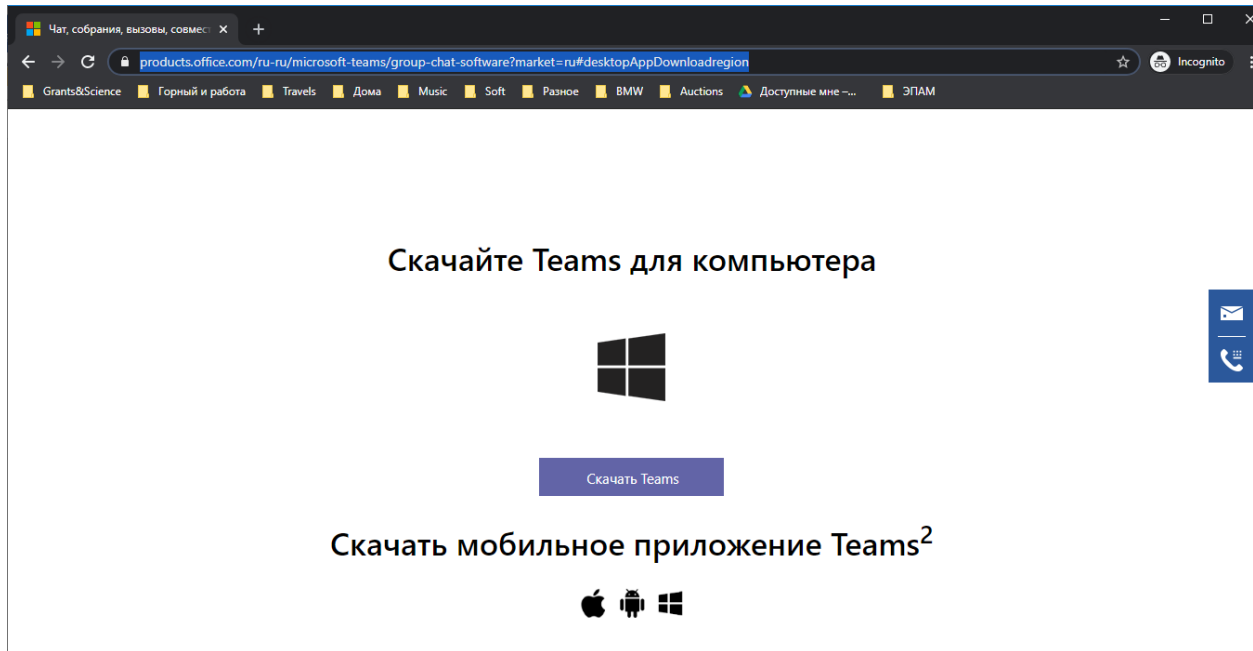 Чат, собрания, вызовы, совмес
products.office.com/ru-ru/microsoft-teams/group-chat-software?market=ru#desktopAppDownloadregion
Incognito
Grants&Science Горный и работа Travels Дома Music Soft Разное BMW Auctions Доступные мне –... ЭПАМ
Скачайте Teams для компьютера
Скачать Teams
Скачать мобильное приложение Teams2